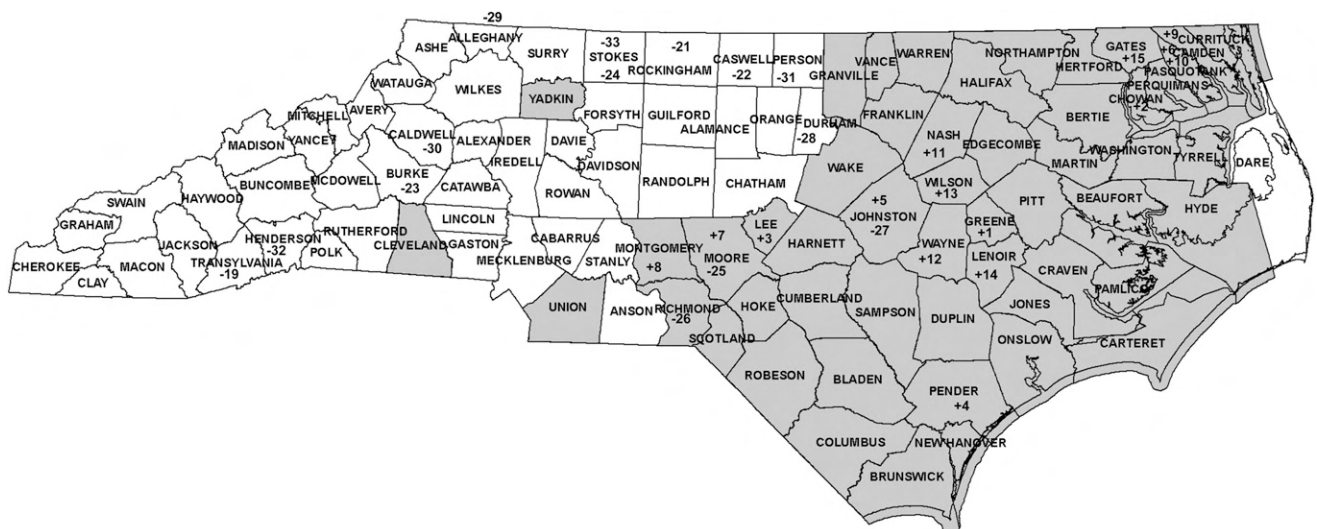 -29
ALLEGHANY
ASHE
SURRY
-33
STOKES
-24
-21
ROCKINGHAM
CASWELL
-22
PERSON
-31
GRANVILLE
VANCE
WARREN
NORTHAMPTON
HALIFAX
HERTFORD
GATES
+15
+9
CURRITUCK
+6
CAMDEN
+10
PASQUOTANK
PERQUIMANS
CHOWAN
+2
WATAUGA
WILKES
YADKIN
FORSYTH
GUILFORD
ALAMANCE
ORANGE
DURHAM
-28
FRANKLIN
NASH
+11
EDGECOMBE
BERTIE
MARTIN
WASHINGTON
TYRRELL
DARE
MITCHELL
AVERY
YANCEY
MADISON
CALDWELL
-30
ALEXANDER
IREDELL
DAVIE
DAVIDSON
RANDOLPH
CHATHAM
WAKE
WILSON
+13
PITT
BEAUFORT
HYDE
BUNCOMBE
MCDOWELL
BURKE
-23
CATAWBA
ROWAN
HAYWOOD
SWAIN
GRAHAM
LINCOLN
+5
JOHNSTON
-27
GREENE
+1
LEE
+3
HARNETT
WAYNE
+12
LENOIR
+14
CRAVEN
PAMLICO
JACKSON
HENDERSON
-32
RUTHERFORD
POLK
CLEVELAND
GASTON
MECKLENBURG
CABARRUS
STANLY
MONTGOMERY
+8
+7
MOORE
-25
CHEROKEE
CLAY
MACON
TRANSYLVANIA
-19
UNION
ANSON
RICHMOND
-26
SCOTLAND
HOKE
CUMBERLAND
SAMPSON
DUPLIN
JONES
ONSLOW
CARTERET
ROBESON
BLADEN
PENDER
+4
COLUMBUS
NEW HANOVER
BRUNSWICK